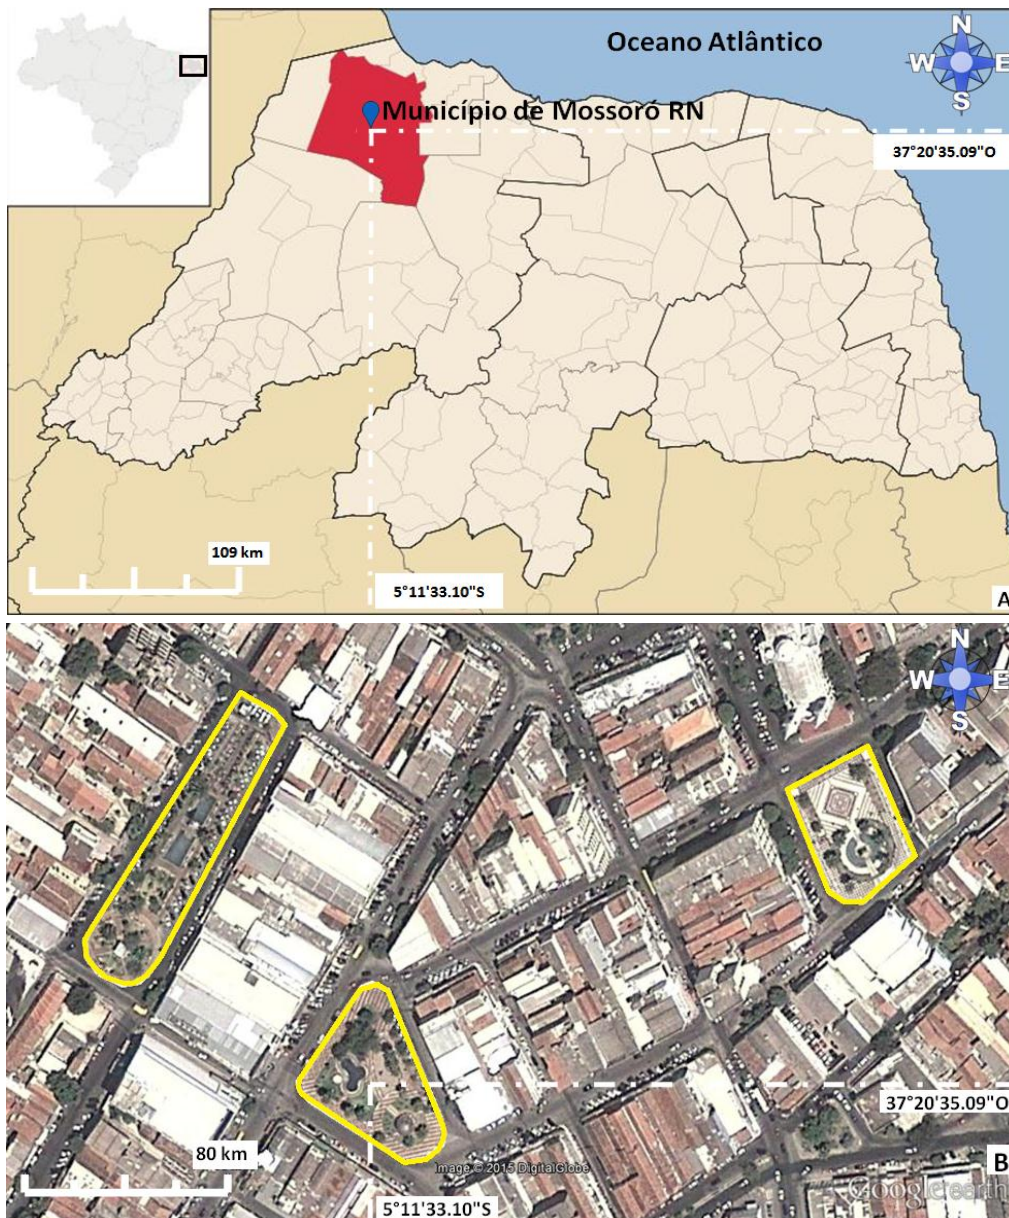 Oceano Atlântico
N
W E
S
Município de Mossoró RN
37°20'35.09"O
109 km
5°11'33.10"S
A
N
W E
S
37°20'35.09"O
80 km
B
Image © 2015 DigitalGlobe
Google earth
5°11'33.10"S